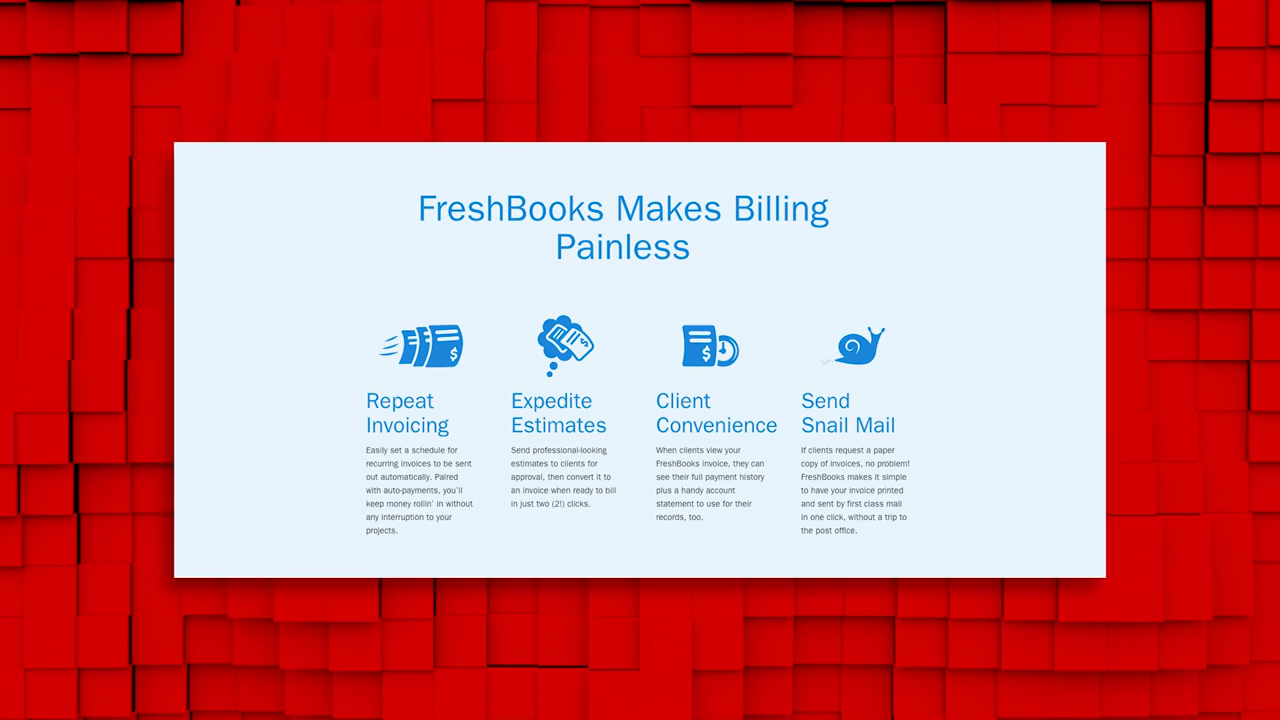 FreshBooks Makes Billing
Painless
Repeat
Invoicing
Easily set a schedule for
recurring invoices to be sent
out automatically. Paired
with auto-payments, you'll
keep money rollin' in without
any interruption to your
projects.
Expedite
Estimates
Send professional-looking
estimates to clients for
approval, then convert it to
an invoice when ready to bill
in just two (2!) clicks.
Client
Convenience
When clients view your
FreshBooks invoice, they can
see their full payment history
plus a handy account
statement to use for their
records, too.
Send
Snail Mail
If clients request a paper
copy of invoices, no problem!
FreshBooks makes it simple
to have your invoice printed
and sent by first class mail
in one click, without a trip to
the post office.